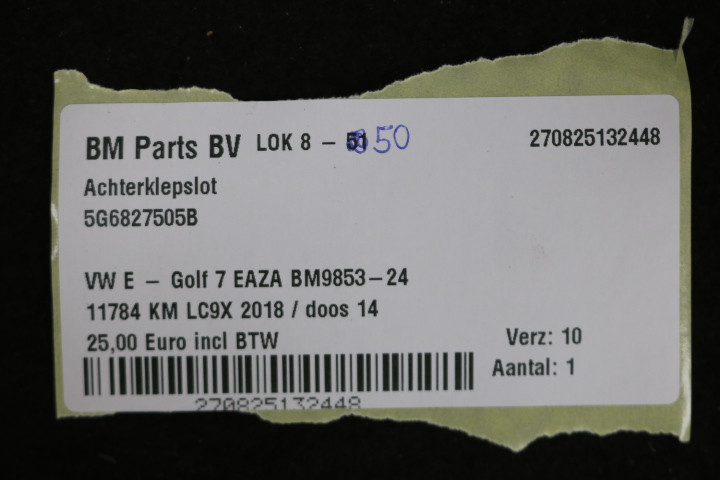 BM Parts BV LOK 8 – 50 270825132448
Achterklepslot
5G6827505B
VW E – Golf 7 EAZA BM9853–24
11784 KM LC9X 2018 / doos 14
25,00 Euro incl BTW Verz: 10
Aantal: 1
270825132448